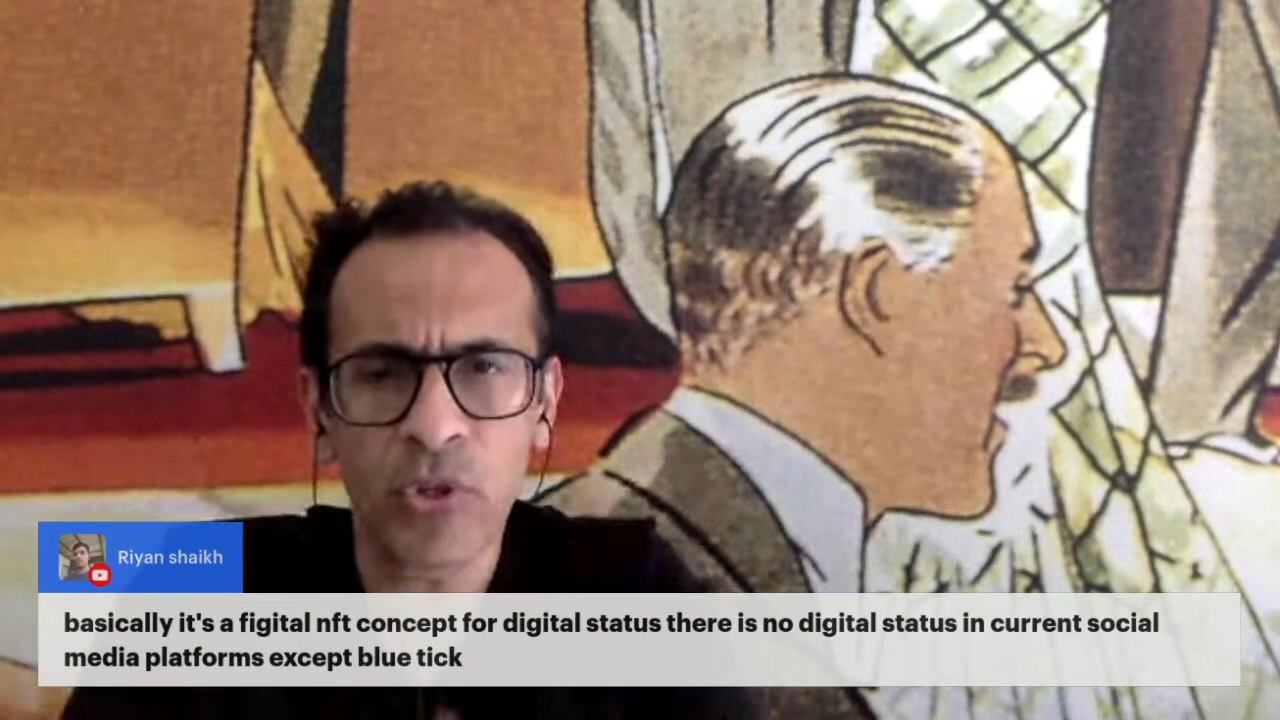 Riyan shaikh
basically it's a figital nft concept for digital status there is no digital status in current social
media platforms except blue tick